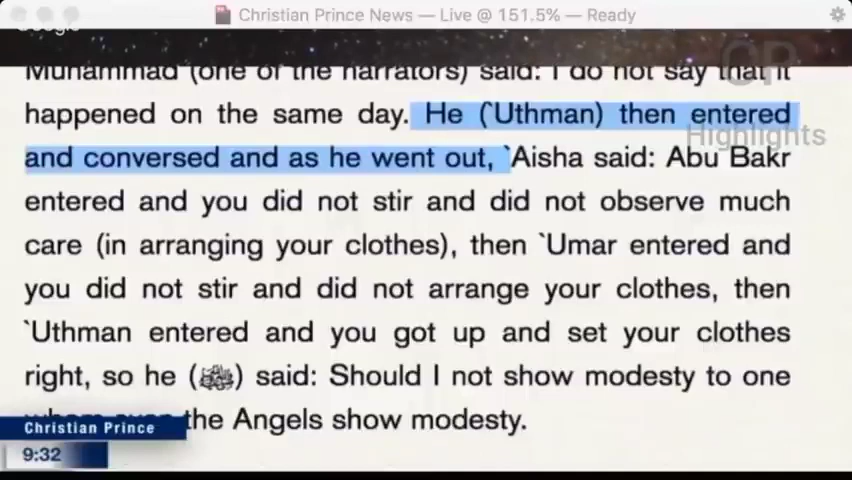 Christian Prince News — Live @ 151.5% — Ready
Google
CP
Highlights
Muhammad (one of the narrators) said: I do not say that it
happened on the same day. He (`Uthman) then entered
and conversed and as he went out, `Aisha said: Abu Bakr
entered and you did not stir and did not observe much
care (in arranging your clothes), then `Umar entered and
you did not stir and did not arrange your clothes, then
`Uthman entered and you got up and set your clothes
right, so he (ﷺ) said: Should I not show modesty to one
whom even the Angels show modesty.
Christian Prince
9:32